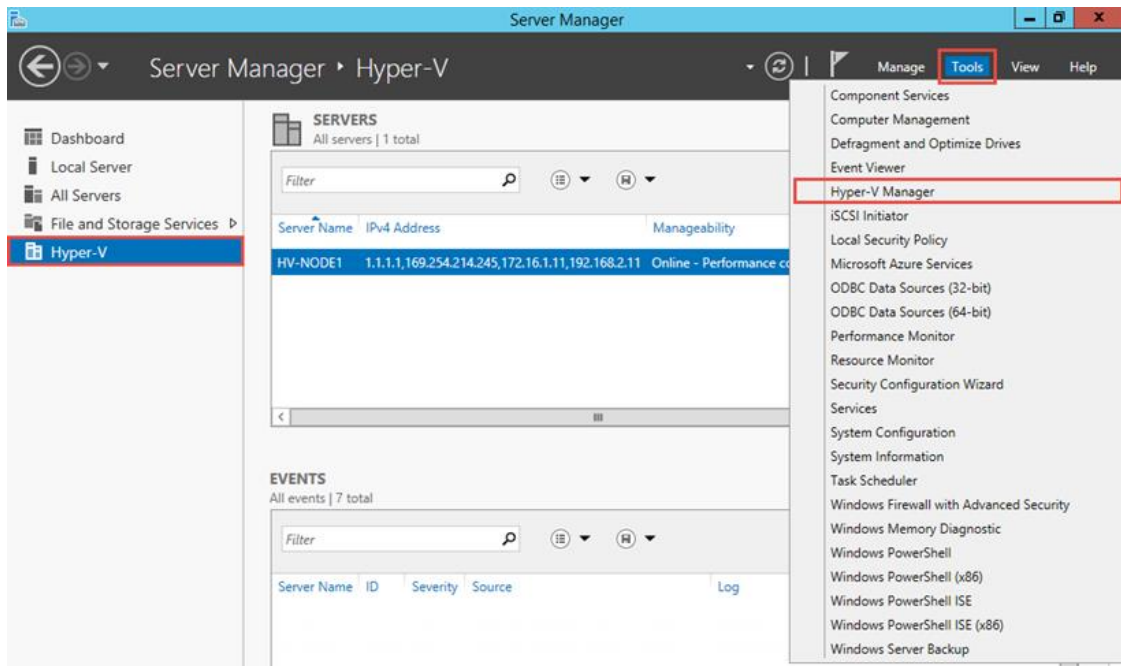 Server Manager
Server Manager ‣ Hyper-V
Manage Tools View Help
Dashboard
Local Server
All Servers
File and Storage Services
Hyper-V
SERVERS
All servers | 1 total
Filter
Server Name IPv4 Address Manageability
HV-NODE1 1.1.1.1,169.254.214.245,172.16.1.11,192.168.2.11 Online - Performance
EVENTS
All events | 7 total
Filter
Server Name ID Severity Source Log
Component Services
Computer Management
Defragment and Optimize Drives
Event Viewer
Hyper-V Manager
iSCSI Initiator
Local Security Policy
Microsoft Azure Services
ODBC Data Sources (32-bit)
ODBC Data Sources (64-bit)
Performance Monitor
Resource Monitor
Security Configuration Wizard
Services
System Configuration
System Information
Task Scheduler
Windows Firewall with Advanced Security
Windows Memory Diagnostic
Windows PowerShell
Windows PowerShell (x86)
Windows PowerShell ISE
Windows PowerShell ISE (x86)
Windows Server Backup